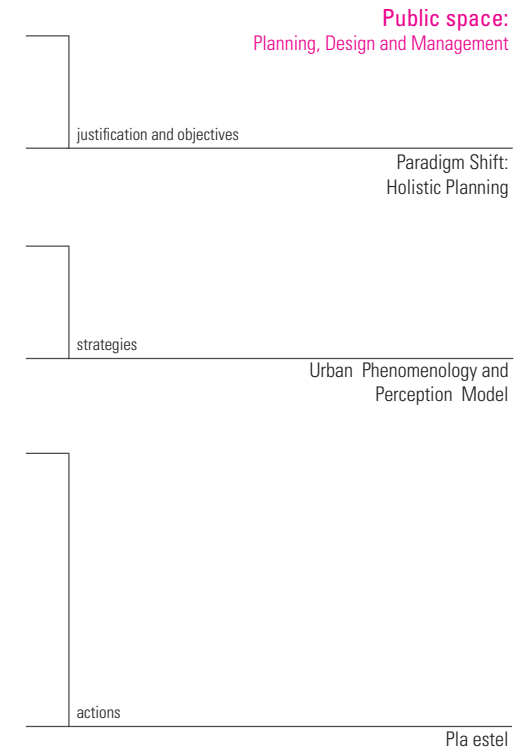 Public space:
Planning, Design and Management
justification and objectives
Paradigm Shift:
Holistic Planning
strategies
Urban Phenomenology and
Perception Model
actions
Pla estel